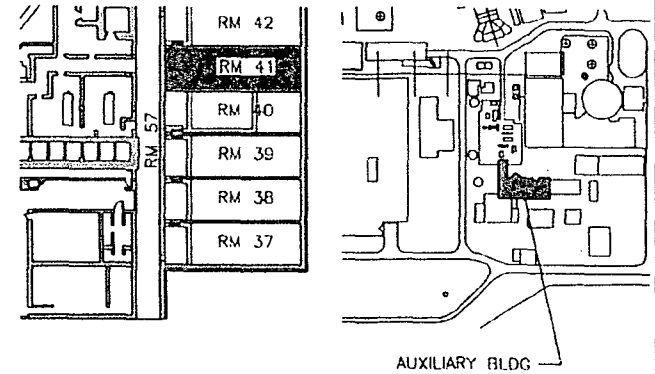 RM 42
RM 41
RM 40
RM 57
RM 39
RM 38
RM 37
AUXILIARY BLDG